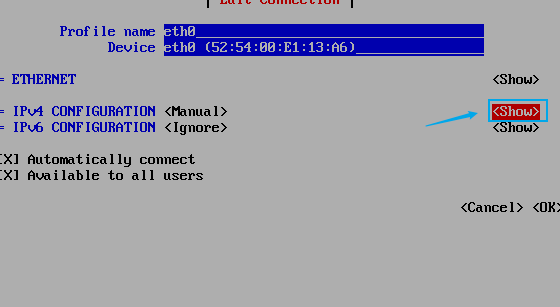 Edit Connection
Profile name eth0
Device eth0 (52:54:00:E1:13:A6)
= ETHERNET <Show>
= IPv4 CONFIGURATION <Manual> <Show>
= IPv6 CONFIGURATION <Ignore> <Show>
[X] Automatically connect
[X] Available to all users
<Cancel> <OK>